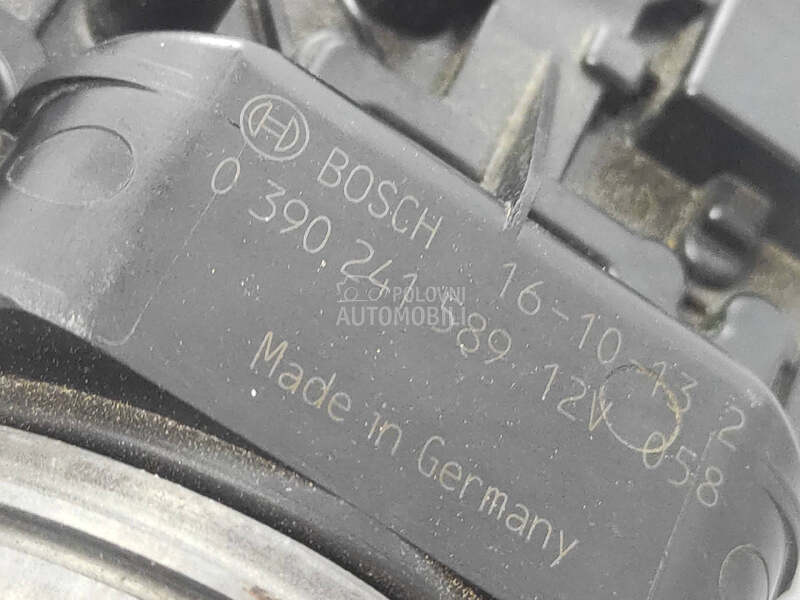 BOSCH 16-10-13 2
0 390 241 589 12V 058
Made in Germany
POLOVNI
AUTOMOBILI